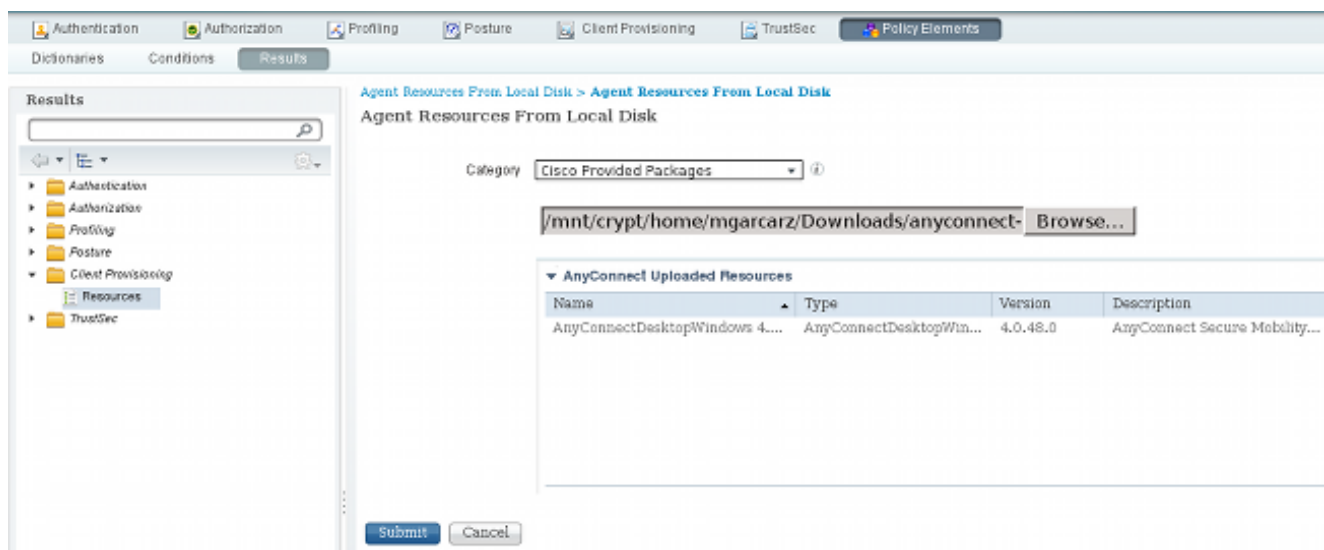 Authentication Authorization Profiling Posture Client Provisioning TrustSec Policy Elements
Dictionaries Conditions Results
Results
Authentication
Authorization
Profiling
Posture
Client Provisioning
Resources
TrustSec
Agent Resources From Local Disk > Agent Resources From Local Disk
Agent Resources From Local Disk
Category Cisco Provided Packages
/mnt/crypt/home/mgarcarz/Downloads/anyconnect- Browse...
AnyConnect Uploaded Resources
Name Type Version Description
AnyConnectDesktopWindows 4.... AnyConnectDesktopWin... 4.0.48.0 AnyConnect Secure Mobility...
Submit Cancel